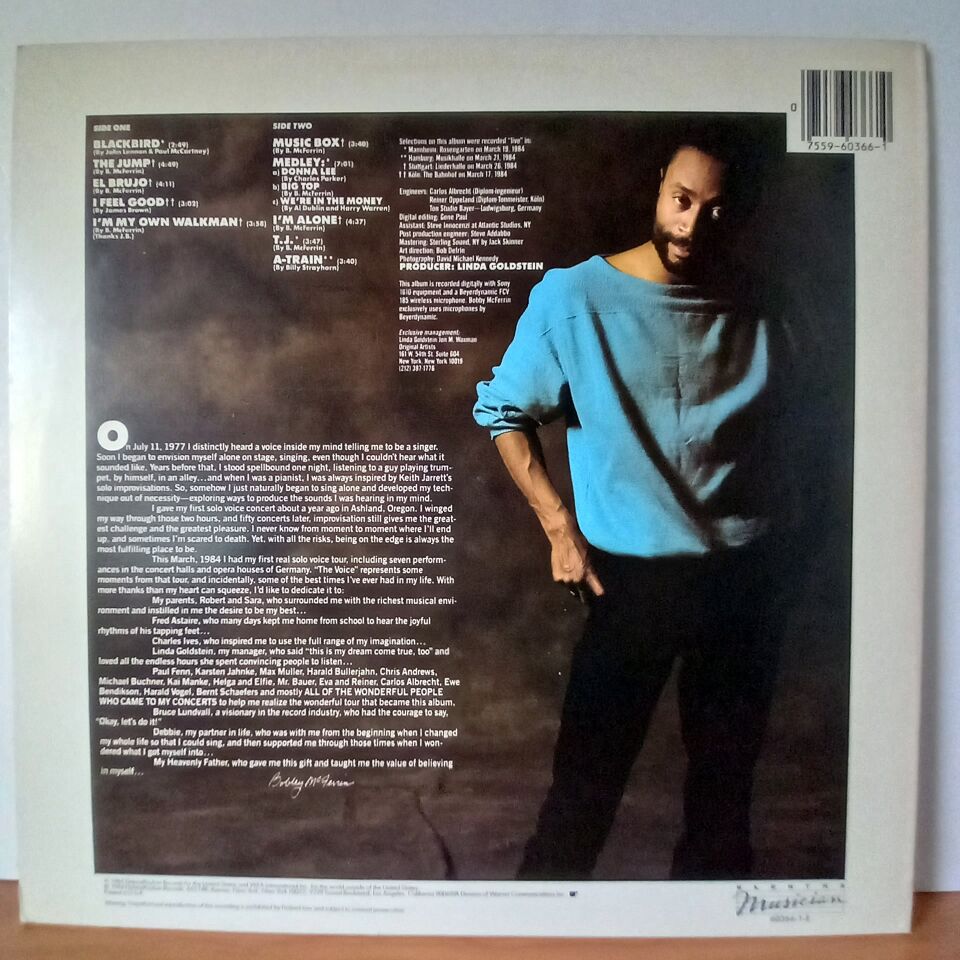 SIDE ONE
BLACKBIRD* (2:49)
(By John Lennon & Paul McCartney)
THE JUMP† (4:49)
(By B. McFerrin)
EL BRUJO† (4:11)
(By B. McFerrin)
I FEEL GOOD†† (3:02)
(By James Brown)
I'M MY OWN WALKMAN† (3:58)
(By B. McFerrin)
(Thanks J.B.)
SIDE TWO
MUSIC BOX† (3:40)
(By B. McFerrin)
MEDLEY:* (7:01)
a) DONNA LEE
(By Charles Parker)
b) BIG TOP
(By B. McFerrin)
c) WE'RE IN THE MONEY
(By Al Dublin and Harry Warren)
I'M ALONE† (4:37)
(By B. McFerrin)
T.J.* (3:47)
(By B. McFerrin)
A-TRAIN** (3:40)
(By Billy Strayhorn)
Selections on this album were recorded "live" in:
* Mannheim, Rosengarten on March 19, 1984
** Hamburg, Musikhalle on March 21, 1984
† Stuttgart, Liederhalle on March 26, 1984
†† Köln, The Bahnhof on March 17, 1984
Engineers: Carlos Albrecht (Diplom-Ingenieur)
Reiner Oppeland (Diplom Tonmeister, Köln)
Ton Studio Bauer—Ludwigsburg, Germany
Digital editing: Gene Paul
Assistant: Steve Innocenzi at Atlantic Studios, NY
Post production engineer: Steve Addabbo
Mastering: Sterling Sound, NY by Jack Skinner
Art direction: Bob Defrin
Photography: David Michael Kennedy
PRODUCER: LINDA GOLDSTEIN
This album is recorded digitally with Sony
1610 equipment and a Beyerdynamic FCV
185 wireless microphone. Bobby McFerrin
exclusively uses microphones by
Beyerdynamic.
Exclusive management:
Linda Goldstein Jon M. Waxman
Original Artists
161 W. 54th St. Suite 604
New York, New York 10019
(212) 397-1778
0
7559-60366-1
On July 11, 1977 I distinctly heard a voice inside my mind telling me to be a singer.
Soon I began to envision myself alone on stage, singing, even though I couldn't hear what it
sounded like. Years before that, I stood spellbound one night, listening to a guy playing trum-
pet, by himself, in an alley...and when I was a pianist, I was always inspired by Keith Jarrett's
solo improvisations. So, somehow I just naturally began to sing alone and developed my tech-
nique out of necessity—exploring ways to produce the sounds I was hearing in my mind.
I gave my first solo voice concert about a year ago in Ashland, Oregon. I winged
my way through those two hours, and fifty concerts later, improvisation still gives me the great-
est challenge and the greatest pleasure. I never know from moment to moment where I'll end
up, and sometimes I'm scared to death. Yet, with all the risks, being on the edge is always the
most fulfilling place to be.
This March, 1984 I had my first real solo voice tour, including seven perform-
ances in the concert halls and opera houses of Germany. "The Voice" represents some
moments from that tour, and incidentally, some of the best times I've ever had in my life. With
more thanks than my heart can squeeze, I'd like to dedicate it to:
My parents, Robert and Sara, who surrounded me with the richest musical envi-
ronment and instilled in me the desire to be my best...
Fred Astaire, who many days kept me home from school to hear the joyful
rhythms of his tapping feet...
Charles Ives, who inspired me to use the full range of my imagination...
Linda Goldstein, my manager, who said "this is my dream come true, too" and
loved all the endless hours she spent convincing people to listen...
Paul Fenn, Karsten Jahnke, Max Muller, Harald Bullerjahn, Chris Andrews,
Michael Buchner, Kai Manke, Helga and Elfie, Mr. Bauer, Eva and Reiner, Carlos Albrecht, Ewe
Bendikson, Harald Vogel, Bernt Schaefers and mostly ALL OF THE WONDERFUL PEOPLE
WHO CAME TO MY CONCERTS to help me realize the wonderful tour that became this album.
Bruce Lundvall, a visionary in the record industry, who had the courage to say,
"Okay, let's do it!"
Debbie, my partner in life, who was with me from the beginning when I changed
my whole life so that I could sing, and then supported me through those times when I won-
dered what I got myself into...
My Heavenly Father, who gave me this gift and taught me the value of believing
in myself...
Bobby McFerrin
Warning: Unauthorized reproduction of this recording is prohibited by Federal law and subject to criminal prosecution.
ELEKTRA
Musician
60366-1-E